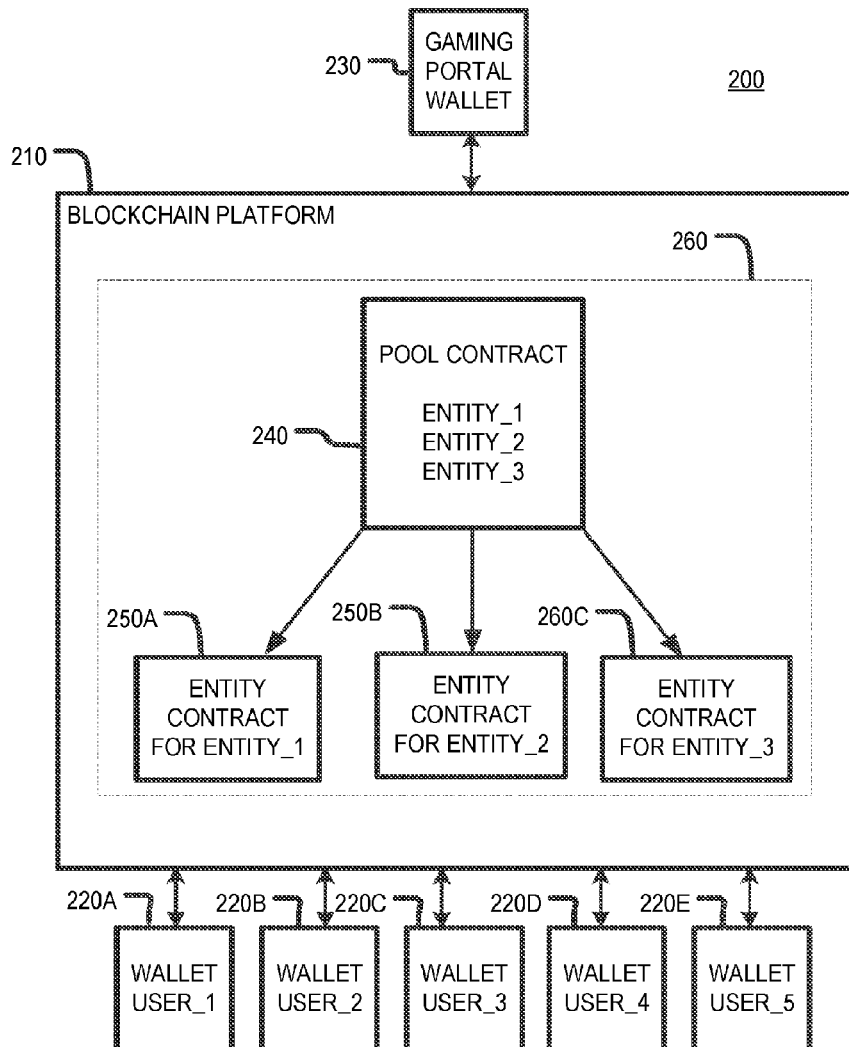 GAMING
PORTAL
WALLET
230
200
210
BLOCKCHAIN PLATFORM
260
POOL CONTRACT
ENTITY_1
ENTITY_2
ENTITY_3
240
250A
250B
260C
ENTITY
CONTRACT
FOR ENTITY_1
ENTITY
CONTRACT
FOR ENTITY_2
ENTITY
CONTRACT
FOR ENTITY_3
220A
220B
220C
220D
220E
WALLET
USER_1
WALLET
USER_2
WALLET
USER_3
WALLET
USER_4
WALLET
USER_5